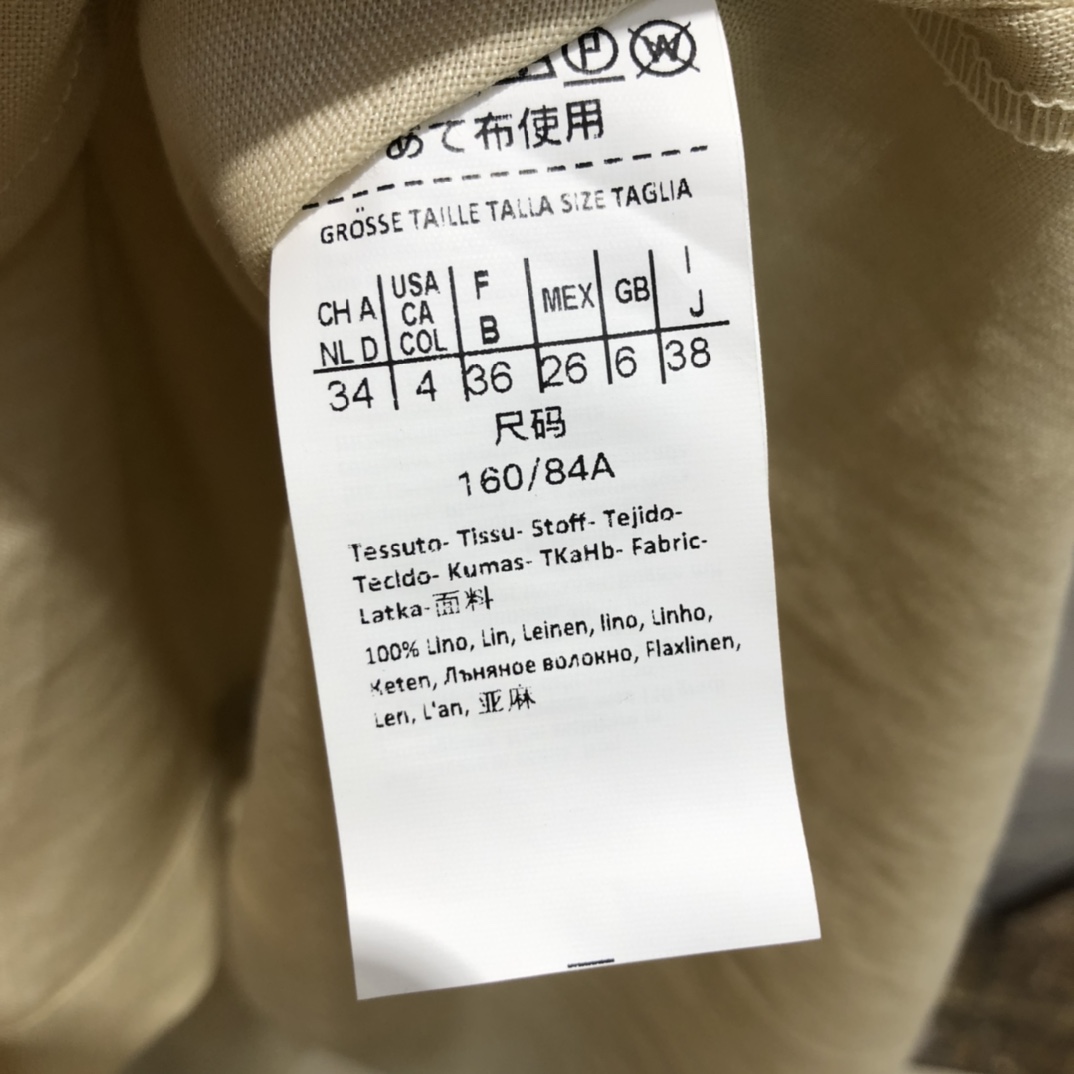 P W
めて布使用
GRÖSSE TAILLE TALLA SIZE TAGLIA
CH A NL D USA CA COL F B MEX GB I J
34 4 36 26 6 38
尺码
160/84A
Tessuto- Tissu- Stoff- Tejido-
Tecido- Kumas- TKaHb- Fabric-
Latka-面料
100% Lino, Lin, Leinen, lino, Linho,
Keten, Лъняное волокно, Flaxlinen,
Len, L'an, 亚麻